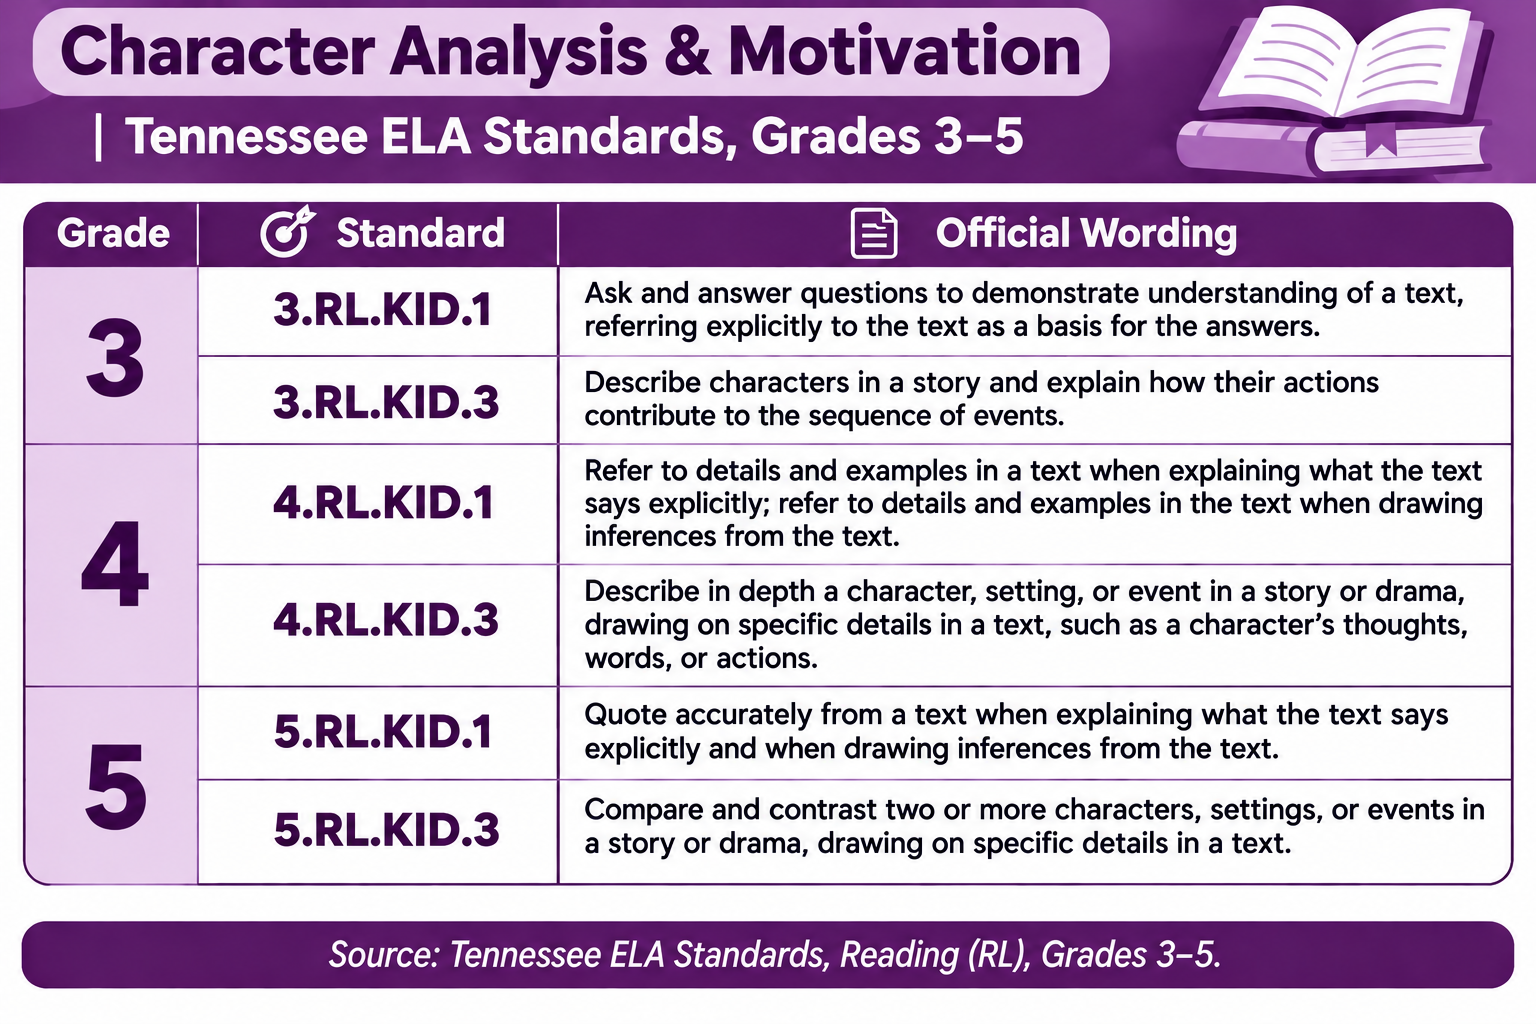 Character Analysis & Motivation
| Tennessee ELA Standards, Grades 3–5
Grade
Standard
Official Wording
3
3.RL.KID.1
Ask and answer questions to demonstrate understanding of a text,
referring explicitly to the text as a basis for the answers.
3.RL.KID.3
Describe characters in a story and explain how their actions
contribute to the sequence of events.
4
4.RL.KID.1
Refer to details and examples in a text when explaining what the text
says explicitly; refer to details and examples in the text when drawing
inferences from the text.
4.RL.KID.3
Describe in depth a character, setting, or event in a story or drama,
drawing on specific details in a text, such as a character’s thoughts,
words, or actions.
5
5.RL.KID.1
Quote accurately from a text when explaining what the text says
explicitly and when drawing inferences from the text.
5.RL.KID.3
Compare and contrast two or more characters, settings, or events in
a story or drama, drawing on specific details in a text.
Source: Tennessee ELA Standards, Reading (RL), Grades 3–5.